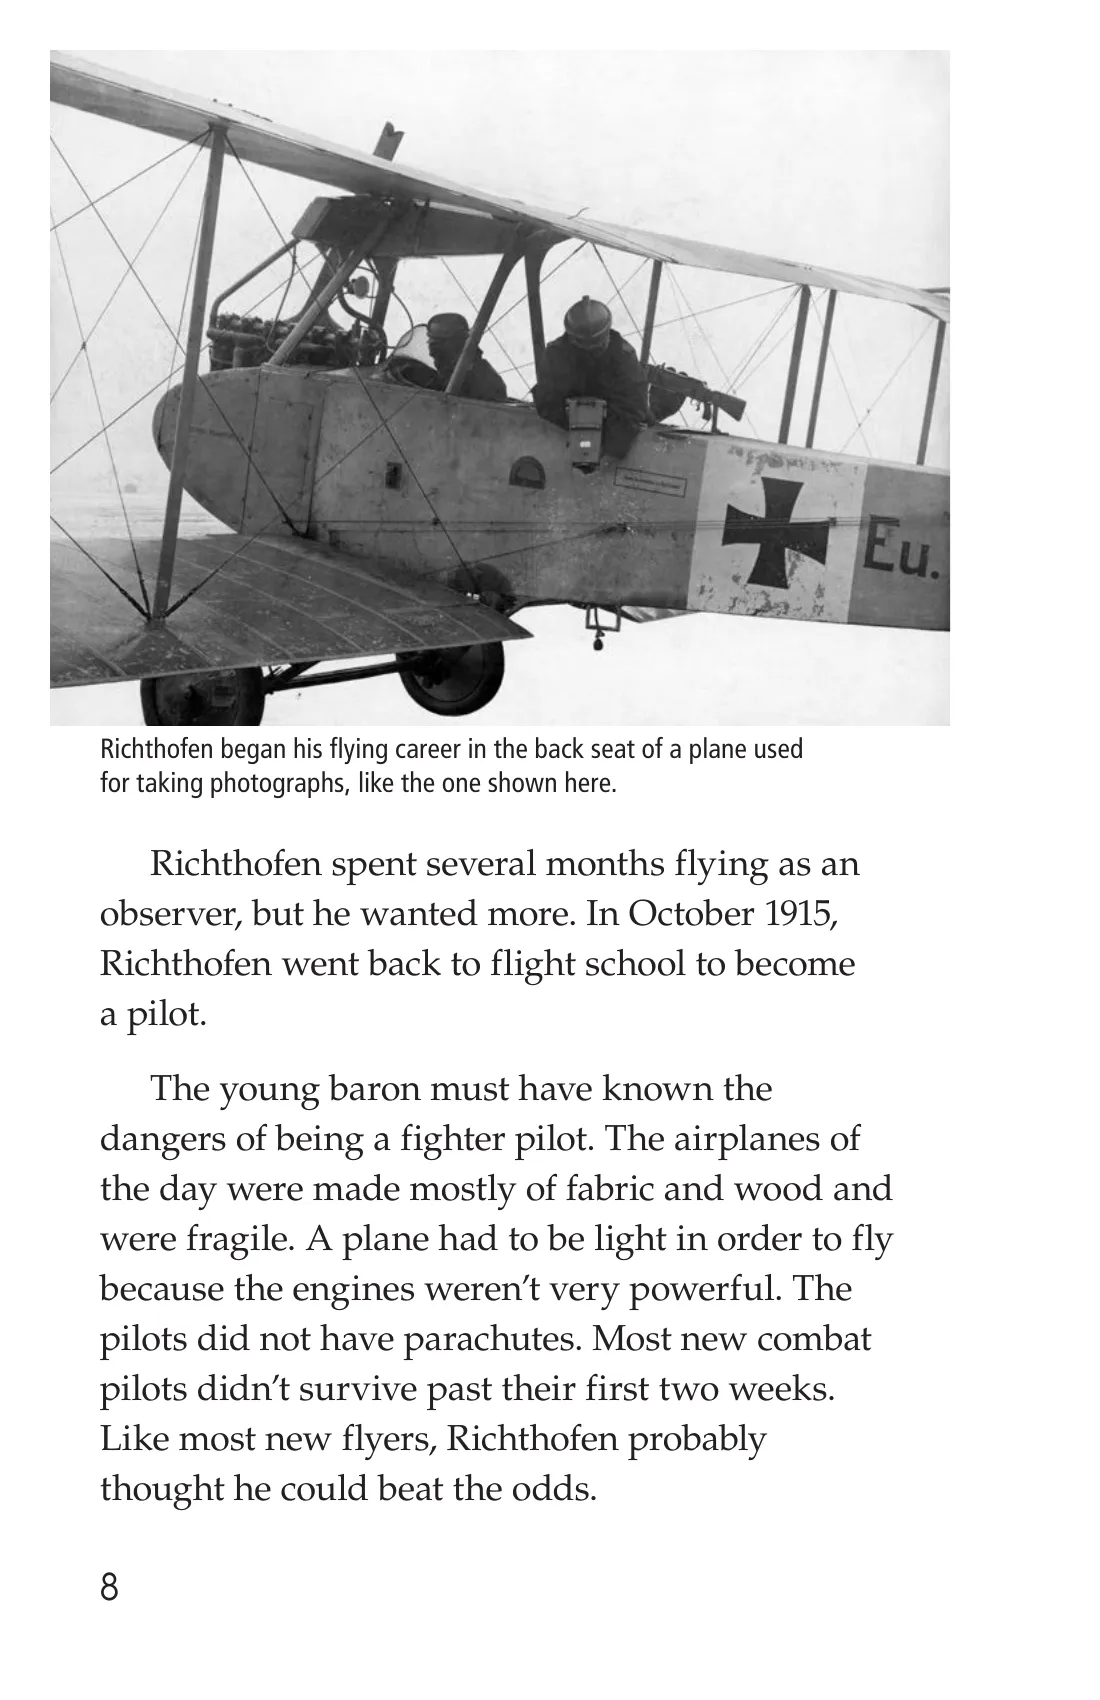 Eu.
Richthofen began his flying career in the back seat of a plane used
for taking photographs, like the one shown here.
Richthofen spent several months flying as an
observer, but he wanted more. In October 1915,
Richthofen went back to flight school to become
a pilot.
The young baron must have known the
dangers of being a fighter pilot. The airplanes of
the day were made mostly of fabric and wood and
were fragile. A plane had to be light in order to fly
because the engines weren’t very powerful. The
pilots did not have parachutes. Most new combat
pilots didn’t survive past their first two weeks.
Like most new flyers, Richthofen probably
thought he could beat the odds.
8